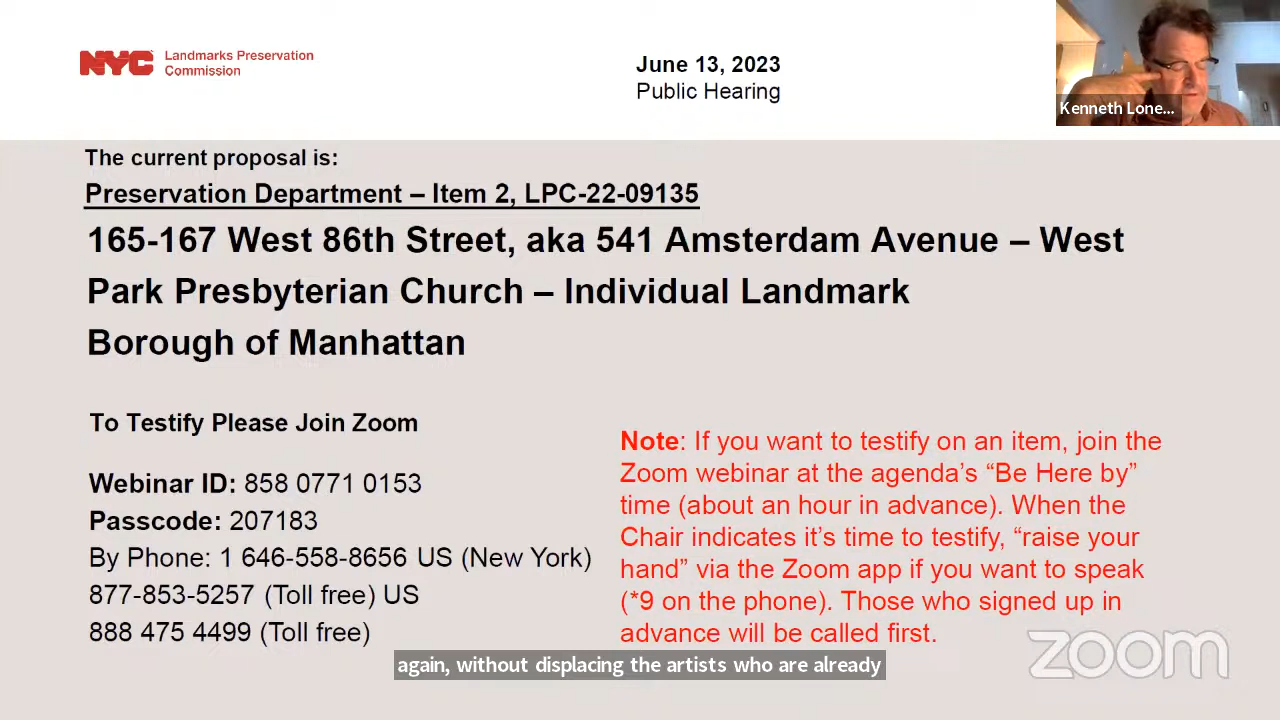 NYC Landmarks Preservation
Commission
June 13, 2023
Public Hearing
Kenneth Lone...
The current proposal is:
Preservation Department – Item 2, LPC-22-09135
165-167 West 86th Street, aka 541 Amsterdam Avenue – West
Park Presbyterian Church – Individual Landmark
Borough of Manhattan
To Testify Please Join Zoom
Webinar ID: 858 0771 0153
Passcode: 207183
By Phone: 1 646-558-8656 US (New York)
877-853-5257 (Toll free) US
888 475 4499 (Toll free)
Note: If you want to testify on an item, join the
Zoom webinar at the agenda’s “Be Here by”
time (about an hour in advance). When the
Chair indicates it’s time to testify, “raise your
hand” via the Zoom app if you want to speak
(*9 on the phone). Those who signed up in
advance will be called first.
again, without displacing the artists who are already
zoom